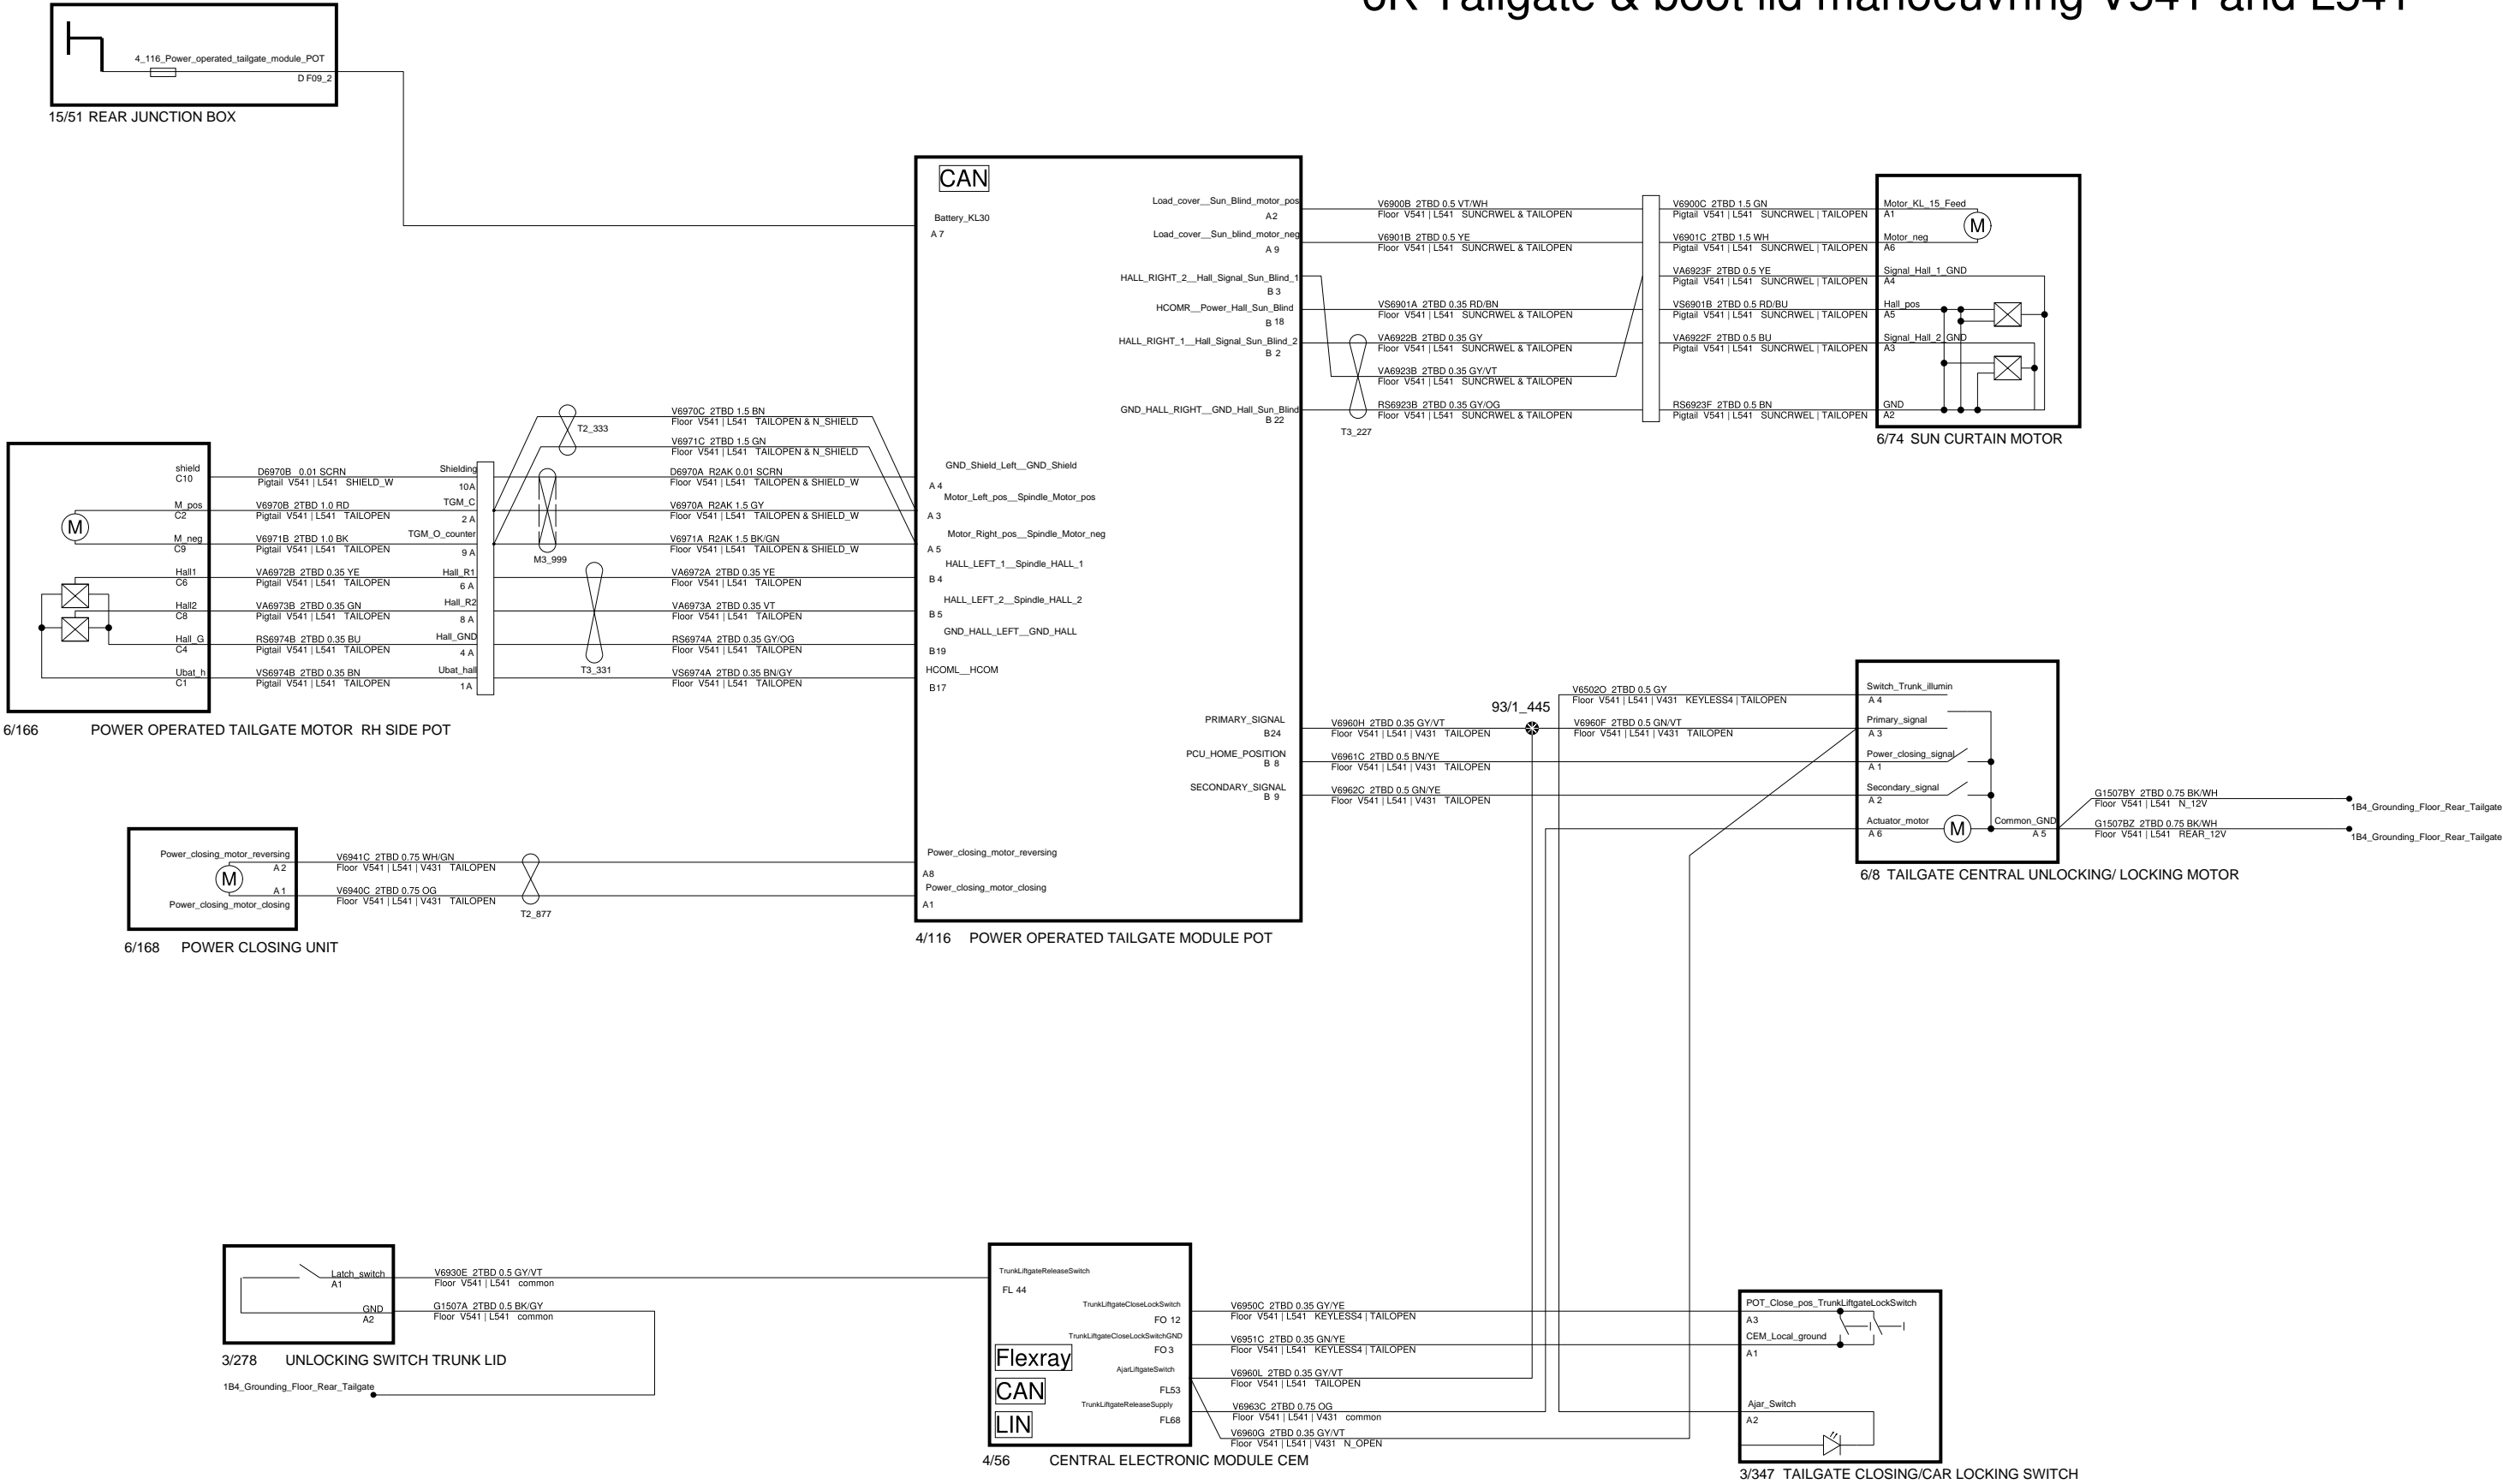 6R Tailgate & boot lid manoeuvring V541 and L541
4_116_Power_operated_tailgate_module_POT
D F09_2
15/51 REAR JUNCTION BOX
CAN
Battery_KL30
A 7
Load_cover__Sun_Blind_motor_pos
A2
Load_cover__Sun_blind_motor_neg
A 9
HALL_RIGHT_2__Hall_Signal_Sun_Blind_1
B 3
HCOMR__Power_Hall_Sun_Blind
B 18
HALL_RIGHT_1__Hall_Signal_Sun_Blind_2
B 2
GND_HALL_RIGHT__GND_Hall_Sun_Blind
B 22
V6900B 2TBD 0.5 VT/WH
Floor V541 | L541 SUNCRWEL & TAILOPEN
V6901B 2TBD 0.5 YE
Floor V541 | L541 SUNCRWEL & TAILOPEN
VS6901A 2TBD 0.35 RD/BN
Floor V541 | L541 SUNCRWEL & TAILOPEN
VA6922B 2TBD 0.35 GY
Floor V541 | L541 SUNCRWEL & TAILOPEN
VA6923B 2TBD 0.35 GY/VT
Floor V541 | L541 SUNCRWEL & TAILOPEN
RS6923B 2TBD 0.35 GY/OG
Floor V541 | L541 SUNCRWEL & TAILOPEN
T3_227
V6900C 2TBD 1.5 GN
Pigtail V541 | L541 SUNCRWEL | TAILOPEN
V6901C 2TBD 1.5 WH
Pigtail V541 | L541 SUNCRWEL | TAILOPEN
VA6923F 2TBD 0.5 YE
Pigtail V541 | L541 SUNCRWEL | TAILOPEN
VS6901B 2TBD 0.5 RD/BU
Pigtail V541 | L541 SUNCRWEL | TAILOPEN
VA6922F 2TBD 0.5 BU
Pigtail V541 | L541 SUNCRWEL | TAILOPEN
RS6923F 2TBD 0.5 BN
Pigtail V541 | L541 SUNCRWEL | TAILOPEN
Motor_KL_15_Feed
A1
M
Motor_neg
A6
Signal_Hall_1_GND
A4
Hall_pos
A5
Signal_Hall_2_GND
A3
GND
A2
6/74 SUN CURTAIN MOTOR
shield
C10
M_pos
C2
M
M_neg
C9
Hall1
C6
Hall2
C8
Hall_G
C4
Ubat_h
C1
6/166 POWER OPERATED TAILGATE MOTOR RH SIDE POT
D6970B 0.01 SCRN
Pigtail V541 | L541 SHIELD_W
V6970B 2TBD 1.0 RD
Pigtail V541 | L541 TAILOPEN
V6971B 2TBD 1.0 BK
Pigtail V541 | L541 TAILOPEN
VA6972B 2TBD 0.35 YE
Pigtail V541 | L541 TAILOPEN
VA6973B 2TBD 0.35 GN
Pigtail V541 | L541 TAILOPEN
RS6974B 2TBD 0.35 BU
Pigtail V541 | L541 TAILOPEN
VS6974B 2TBD 0.35 BN
Pigtail V541 | L541 TAILOPEN
Shielding
10A
TGM_C
2 A
TGM_O_counter
9 A
Hall_R1
6 A
Hall_R2
8 A
Hall_GND
4 A
Ubat_hall
1A
T2_333
M3_999
T3_331
V6970C 2TBD 1.5 BN
Floor V541 | L541 TAILOPEN & N_SHIELD
V6971C 2TBD 1.5 GN
Floor V541 | L541 TAILOPEN & N_SHIELD
D6970A R2AK 0.01 SCRN
Floor V541 | L541 TAILOPEN & SHIELD_W
V6970A R2AK 1.5 GY
Floor V541 | L541 TAILOPEN & SHIELD_W
V6971A R2AK 1.5 BK/GN
Floor V541 | L541 TAILOPEN & SHIELD_W
VA6972A 2TBD 0.35 YE
Floor V541 | L541 TAILOPEN
VA6973A 2TBD 0.35 VT
Floor V541 | L541 TAILOPEN
RS6974A 2TBD 0.35 GY/OG
Floor V541 | L541 TAILOPEN
VS6974A 2TBD 0.35 BN/GY
Floor V541 | L541 TAILOPEN
GND_Shield_Left__GND_Shield
A 4
Motor_Left_pos__Spindle_Motor_pos
A 3
Motor_Right_pos__Spindle_Motor_neg
A 5
HALL_LEFT_1__Spindle_HALL_1
B 4
HALL_LEFT_2__Spindle_HALL_2
B 5
GND_HALL_LEFT__GND_HALL
B19
HCOML__HCOM
B17
PRIMARY_SIGNAL
B24
PCU_HOME_POSITION
B 8
SECONDARY_SIGNAL
B 9
Power_closing_motor_reversing
A8
Power_closing_motor_closing
A1
4/116 POWER OPERATED TAILGATE MODULE POT
V6960H 2TBD 0.35 GY/VT
Floor V541 | L541 | V431 TAILOPEN
V6961C 2TBD 0.5 BN/YE
Floor V541 | L541 | V431 TAILOPEN
V6962C 2TBD 0.5 GN/YE
Floor V541 | L541 | V431 TAILOPEN
93/1_445
V6502O 2TBD 0.5 GY
Floor V541 | L541 | V431 KEYLESS4 | TAILOPEN
V6960F 2TBD 0.5 GN/VT
Floor V541 | L541 | V431 TAILOPEN
Switch_Trunk_illumin
A 4
Primary_signal
A 3
Power_closing_signal
A 1
Secondary_signal
A 2
Actuator_motor
A 6
M
Common_GND
A 5
6/8 TAILGATE CENTRAL UNLOCKING/ LOCKING MOTOR
G1507BY 2TBD 0.75 BK/WH
Floor V541 | L541 N_12V
1B4_Grounding_Floor_Rear_Tailgate
G1507BZ 2TBD 0.75 BK/WH
Floor V541 | L541 REAR_12V
1B4_Grounding_Floor_Rear_Tailgate
Power_closing_motor_reversing
A 2
M
A 1
Power_closing_motor_closing
6/168 POWER CLOSING UNIT
V6941C 2TBD 0.75 WH/GN
Floor V541 | L541 | V431 TAILOPEN
V6940C 2TBD 0.75 OG
Floor V541 | L541 | V431 TAILOPEN
T2_877
Latch_switch
A1
GND
A2
3/278 UNLOCKING SWITCH TRUNK LID
1B4_Grounding_Floor_Rear_Tailgate
V6930E 2TBD 0.5 GY/VT
Floor V541 | L541 common
G1507A 2TBD 0.5 BK/GY
Floor V541 | L541 common
TrunkLiftgateReleaseSwitch
FL 44
TrunkLiftgateCloseLockSwitch
FO 12
TrunkLiftgateCloseLockSwitchGND
FO 3
Flexray
AjarLiftgateSwitch
FL53
CAN
TrunkLiftgateReleaseSupply
FL68
LIN
4/56 CENTRAL ELECTRONIC MODULE CEM
V6950C 2TBD 0.35 GY/YE
Floor V541 | L541 KEYLESS4 | TAILOPEN
V6951C 2TBD 0.35 GN/YE
Floor V541 | L541 KEYLESS4 | TAILOPEN
V6960L 2TBD 0.35 GY/VT
Floor V541 | L541 TAILOPEN
V6963C 2TBD 0.75 OG
Floor V541 | L541 | V431 common
V6960G 2TBD 0.35 GY/VT
Floor V541 | L541 | V431 N_OPEN
POT_Close_pos_TrunkLiftgateLockSwitch
A3
CEM_Local_ground
A1
Ajar_Switch
A2
3/347 TAILGATE CLOSING/CAR LOCKING SWITCH